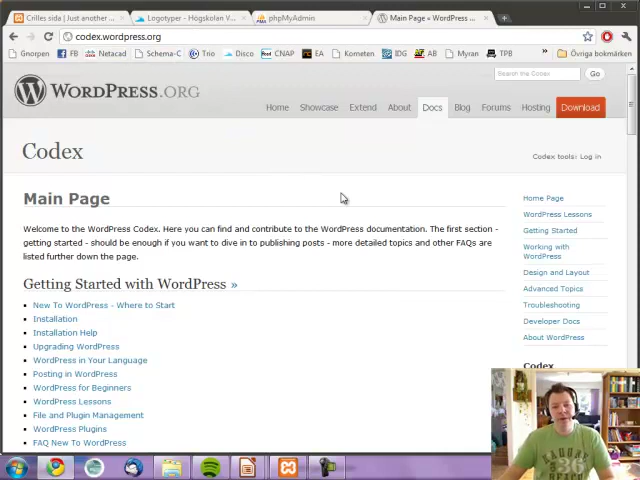 Crilles sida | Just another ...
Logotyper - Högskolan V...
phpMyAdmin
Main Page « WordPress ...
codex.wordpress.org
Gnorpen
FB
Netacad
Schema-C
Trio
Disco
CNAP
EA
Kometen
IDG
AB
Myran
TPB
»
Övriga bokmärken
WORDPRESS.ORG
Search the Codex
Go
Home
Showcase
Extend
About
Docs
Blog
Forums
Hosting
Download
Codex
Codex tools: Log in
Main Page
Welcome to the WordPress Codex. Here you can find and contribute to the WordPress documentation. The first section -
getting started - should be enough if you want to dive in to publishing posts - more detailed topics and other FAQs are
listed further down the page.
Getting Started with WordPress »
New To WordPress - Where to Start
Installation
Installation Help
Upgrading WordPress
WordPress in Your Language
Posting in WordPress
WordPress for Beginners
WordPress Lessons
File and Plugin Management
WordPress Plugins
FAQ New To WordPress
Home Page
WordPress Lessons
Getting Started
Working with
WordPress
Design and Layout
Advanced Topics
Troubleshooting
Developer Docs
About WordPress
Codex
36